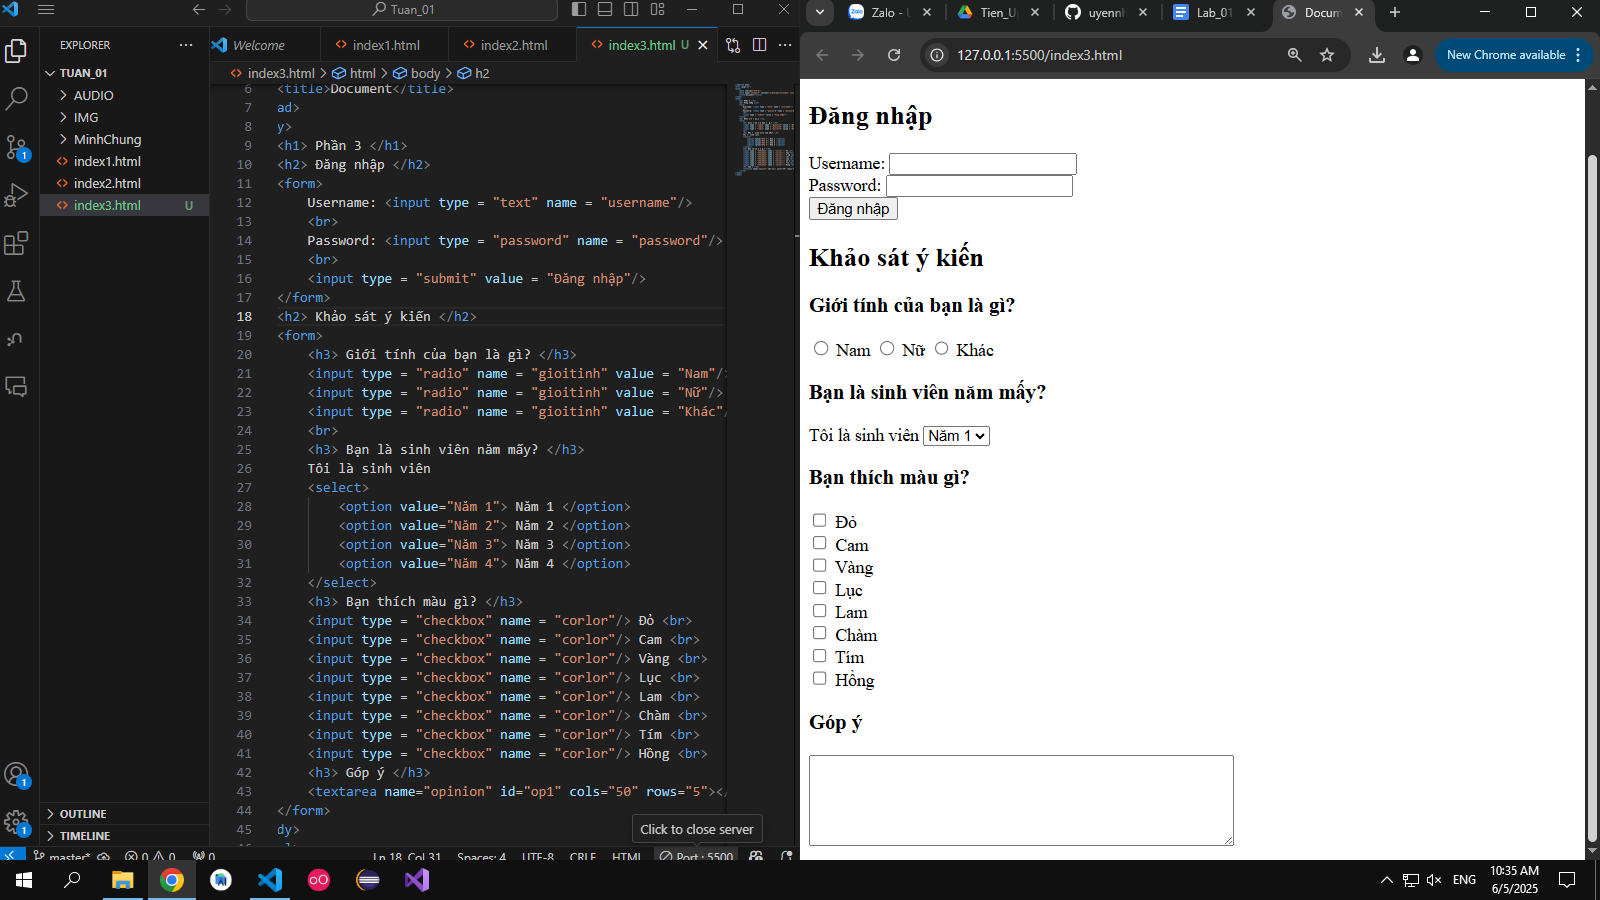 Tuan_01
EXPLORER
TUAN_01
AUDIO
IMG
MinhChung
index1.html
index2.html
index3.html U
OUTLINE
TIMELINE
Welcome
index1.html
index2.html
index3.html U
index3.html > html > body > h2
6 <title>Document</title>
7 ad>
8 y>
9 <h1> Phần 3 </h1>
10 <h2> Đăng nhập </h2>
11 <form>
12 Username: <input type = "text" name = "username"/>
13 <br>
14 Password: <input type = "password" name = "password"/>
15 <br>
16 <input type = "submit" value = "Đăng nhập"/>
17 </form>
18 <h2> Khảo sát ý kiến </h2>
19 <form>
20 <h3> Giới tính của bạn là gì? </h3>
21 <input type = "radio" name = "gioitinh" value = "Nam"/
22 <input type = "radio" name = "gioitinh" value = "Nữ"/>
23 <input type = "radio" name = "gioitinh" value = "Khác"/
24 <br>
25 <h3> Bạn là sinh viên năm mấy? </h3>
26 Tôi là sinh viên
27 <select>
28 <option value="Năm 1"> Năm 1 </option>
29 <option value="Năm 2"> Năm 2 </option>
30 <option value="Năm 3"> Năm 3 </option>
31 <option value="Năm 4"> Năm 4 </option>
32 </select>
33 <h3> Bạn thích màu gì? </h3>
34 <input type = "checkbox" name = "corlor"/> Đỏ <br>
35 <input type = "checkbox" name = "corlor"/> Cam <br>
36 <input type = "checkbox" name = "corlor"/> Vàng <br>
37 <input type = "checkbox" name = "corlor"/> Lục <br>
38 <input type = "checkbox" name = "corlor"/> Lam <br>
39 <input type = "checkbox" name = "corlor"/> Chàm <br>
40 <input type = "checkbox" name = "corlor"/> Tím <br>
41 <input type = "checkbox" name = "corlor"/> Hồng <br>
42 <h3> Góp ý </h3>
43 <textarea name="opinion" id="op1" cols="50" rows="5"></
44 </form>
45 dy>
Click to close server
master* 0 0 0 Ln 18, Col 31 Spaces: 4 UTF-8 CRLF HTML Port : 5500
Zalo -
Tien_U
uyenn
Lab_01
Docum
127.0.0.1:5500/index3.html
New Chrome available
Đăng nhập
Username:
Password:
Đăng nhập
Khảo sát ý kiến
Giới tính của bạn là gì?
Nam Nữ Khác
Bạn là sinh viên năm mấy?
Tôi là sinh viên Năm 1
Bạn thích màu gì?
Đỏ
Cam
Vàng
Lục
Lam
Chàm
Tím
Hồng
Góp ý
ENG
10:35 AM
6/5/2025